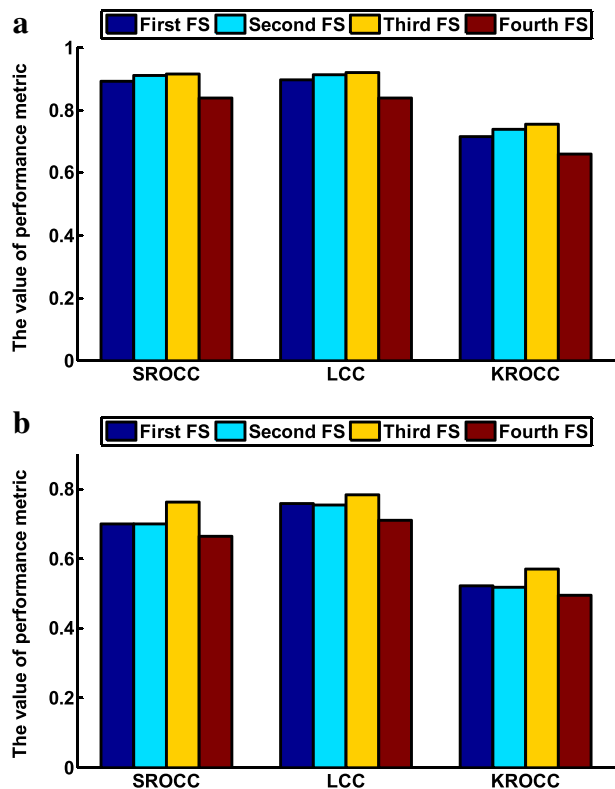 a
First FS Second FS Third FS Fourth FS
The value of performance metric
1
0.8
0.6
0.4
0.2
0
SROCC LCC KROCC
b
First FS Second FS Third FS Fourth FS
The value of performance metric
0.8
0.6
0.4
0.2
0
SROCC LCC KROCC